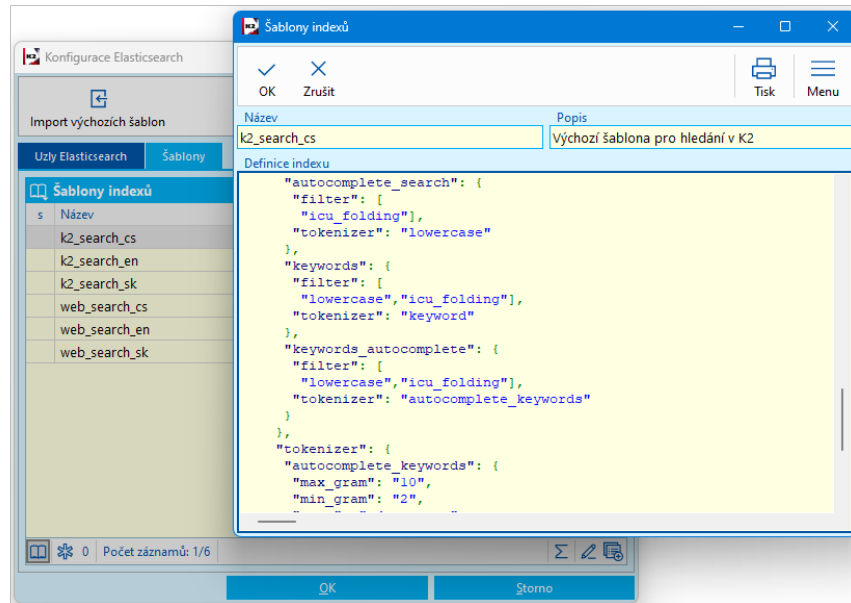 Šablony indexů
Konfigurace Elasticsearch
OK
Zrušit
Tisk
Menu
Import výchozích šablon
Název
Popis
k2_search_cs
Výchozí šablona pro hledání v K2
Uzly Elasticsearch
Šablony
Definice indexu
Šablony indexů
s Název
k2_search_cs
k2_search_en
k2_search_sk
web_search_cs
web_search_en
web_search_sk
"autocomplete_search": {
"filter": [
"icu_folding"],
"tokenizer": "lowercase"
},
"keywords": {
"filter": [
"lowercase","icu_folding"],
"tokenizer": "keyword"
},
"keywords_autocomplete": {
"filter": [
"lowercase","icu_folding"],
"tokenizer": "autocomplete_keywords"
}
},
"tokenizer": {
"autocomplete_keywords": {
"max_gram": "10",
"min_gram": "2",
0 Počet záznamů: 1/6
OK
Storno